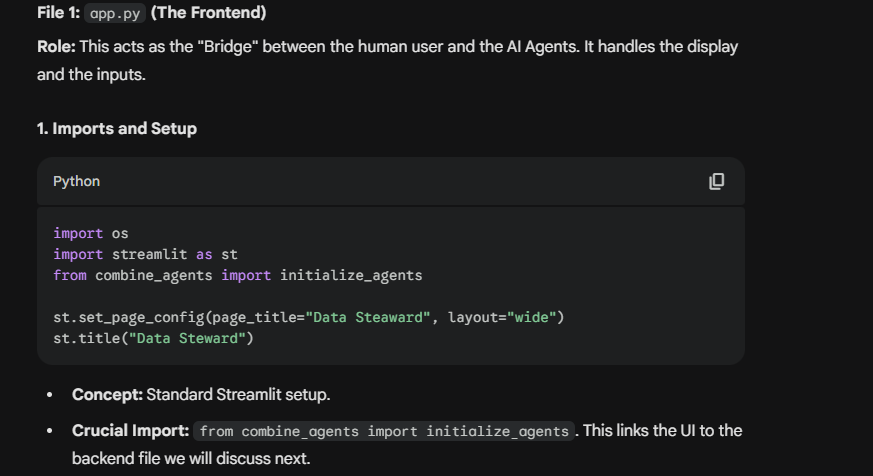 File 1: app.py (The Frontend)
Role: This acts as the "Bridge" between the human user and the AI Agents. It handles the display
and the inputs.
1. Imports and Setup
Python
import os
import streamlit as st
from combine_agents import initialize_agents
st.set_page_config(page_title="Data Steaward", layout="wide")
st.title("Data Steward")
• Concept: Standard Streamlit setup.
• Crucial Import: from combine_agents import initialize_agents. This links the UI to the
backend file we will discuss next.